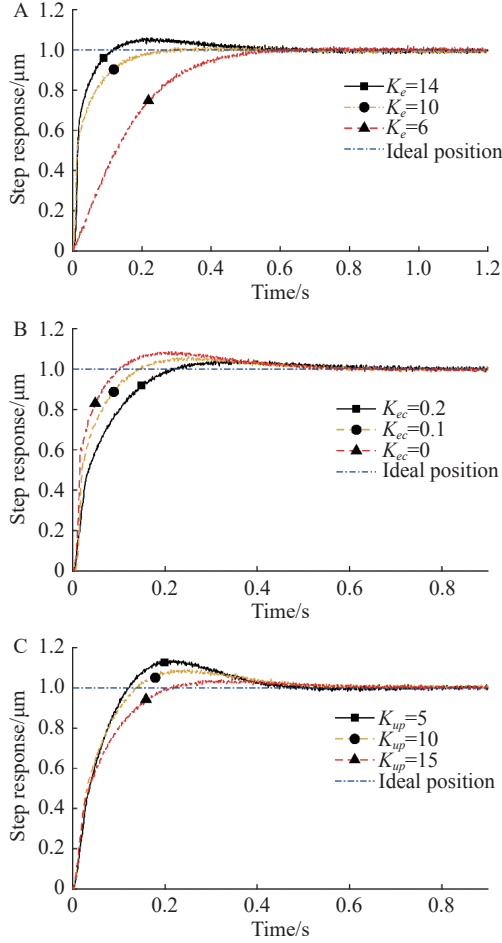 A
Step response/μm
1.2
1.0
0.8
0.6
0.4
0.2
0
K_e=14
K_e=10
K_e=6
Ideal position
0 0.2 0.4 0.6 0.8 1.0 1.2
Time/s
B
Step response/μm
1.2
1.0
0.8
0.6
0.4
0.2
0
K_ec=0.2
K_ec=0.1
K_ec=0
Ideal position
0 0.2 0.4 0.6 0.8
Time/s
C
Step response/μm
1.2
1.0
0.8
0.6
0.4
0.2
0
K_up=5
K_up=10
K_up=15
Ideal position
0 0.2 0.4 0.6 0.8
Time/s